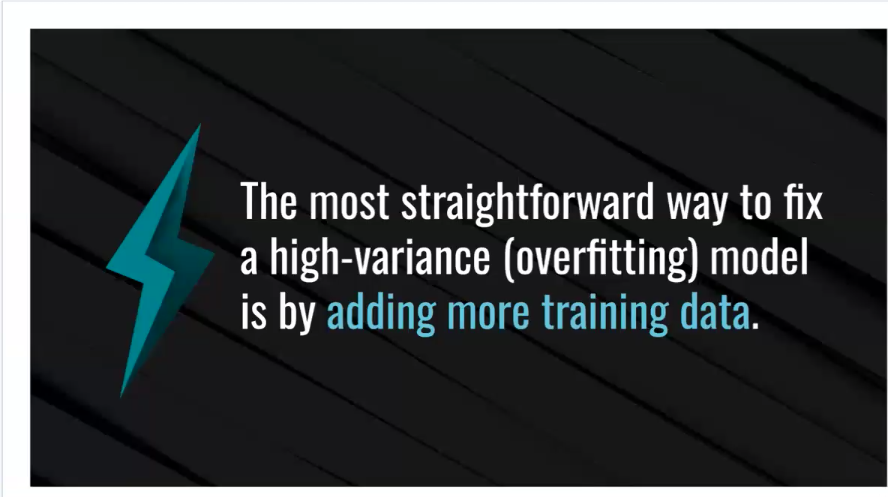 The most straightforward way to fix
a high-variance (overfitting) model
is by adding more training data.